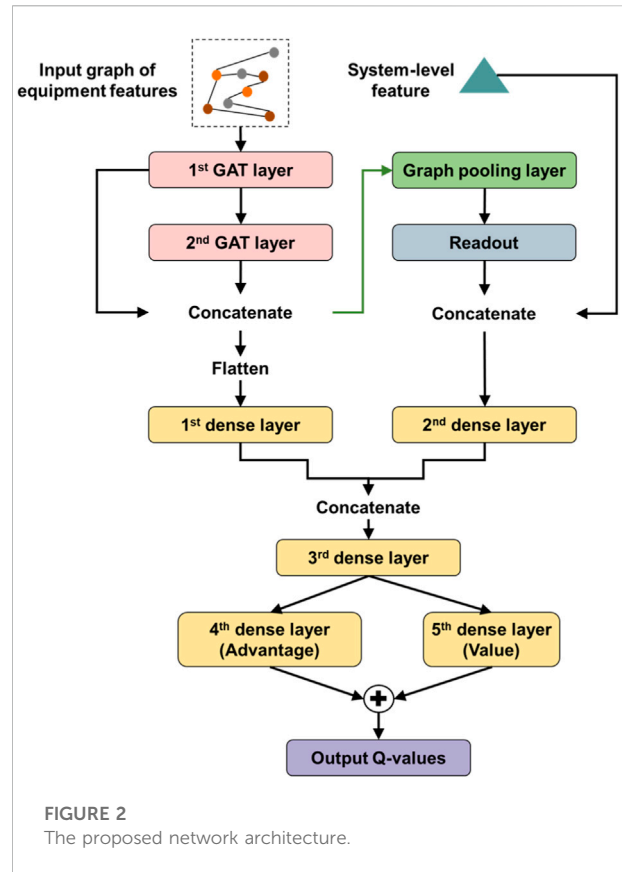 Input graph of
equipment features
System-level
feature
1st GAT layer
Graph pooling layer
2nd GAT layer
Readout
Concatenate
Concatenate
Flatten
1st dense layer
2nd dense layer
Concatenate
3rd dense layer
4th dense layer
(Advantage)
5th dense layer
(Value)
+
Output Q-values
FIGURE 2
The proposed network architecture.